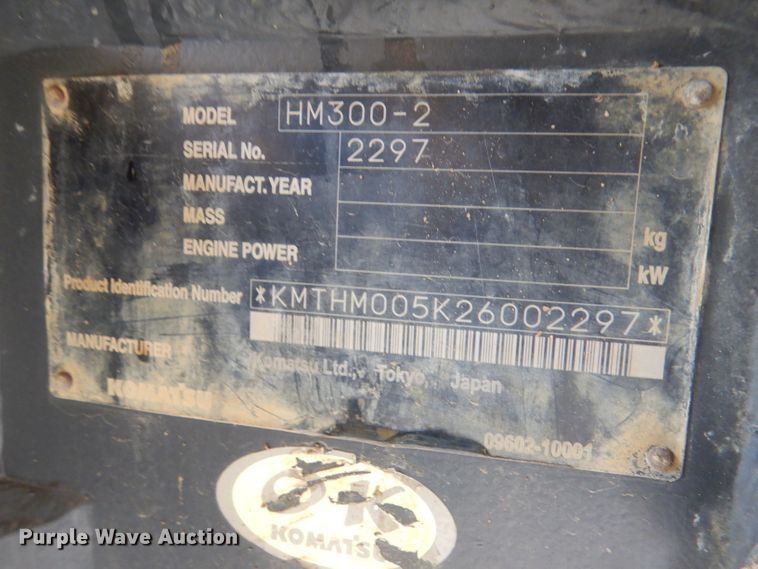 MODEL HM300-2
SERIAL No. 2297
MANUFACT. YEAR
MASS kg
ENGINE POWER kW
Product Identification Number *KMTHM005K26002297*
MANUFACTURER Komatsu Ltd., Tokyo, Japan
KOMATSU
09602-10001
OK
KOMATSU
Purple Wave Auction